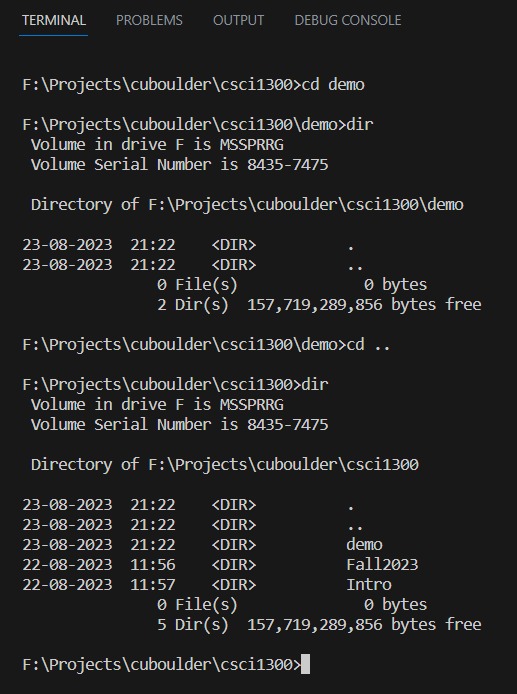 TERMINAL PROBLEMS OUTPUT DEBUG CONSOLE
F:\Projects\cuboulder\csci1300>cd demo
F:\Projects\cuboulder\csci1300\demo>dir
 Volume in drive F is MSSPRRG
 Volume Serial Number is 8435-7475
 Directory of F:\Projects\cuboulder\csci1300\demo
23-08-2023  21:22    <DIR>          .
23-08-2023  21:22    <DIR>          ..
               0 File(s)              0 bytes
               2 Dir(s)  157,719,289,856 bytes free
F:\Projects\cuboulder\csci1300\demo>cd ..
F:\Projects\cuboulder\csci1300>dir
 Volume in drive F is MSSPRRG
 Volume Serial Number is 8435-7475
 Directory of F:\Projects\cuboulder\csci1300
23-08-2023  21:22    <DIR>          .
23-08-2023  21:22    <DIR>          ..
23-08-2023  21:22    <DIR>          demo
22-08-2023  11:56    <DIR>          Fall2023
22-08-2023  11:57    <DIR>          Intro
               0 File(s)              0 bytes
               5 Dir(s)  157,719,289,856 bytes free
F:\Projects\cuboulder\csci1300>